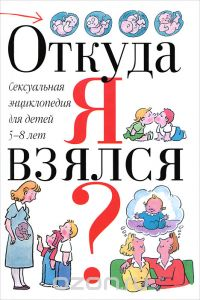 Откуда
Сексуальная
энциклопедия
для детей
5–8 лет
Я
ВЗЯЛСЯ
?